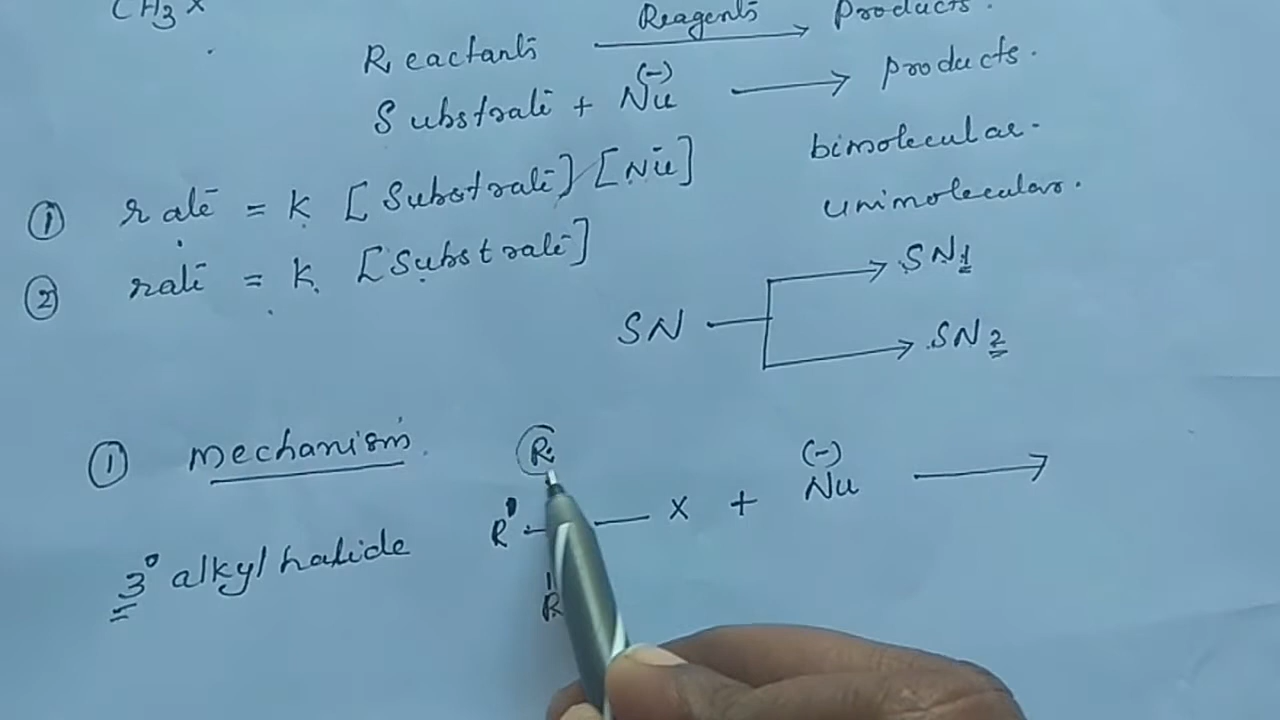 CH3X
Reagents
Reactants ⟶ Products.
Substrate + Nu(-) ⟶ products.
bimolecular.
① rate = k [Substrate] [Nu]
unimolecular.
② rate = k [Substrate]
SN1
SN
SN2
① mechanism.
R
R' — X + Nu(-) ⟶
3° alkyl halide
R